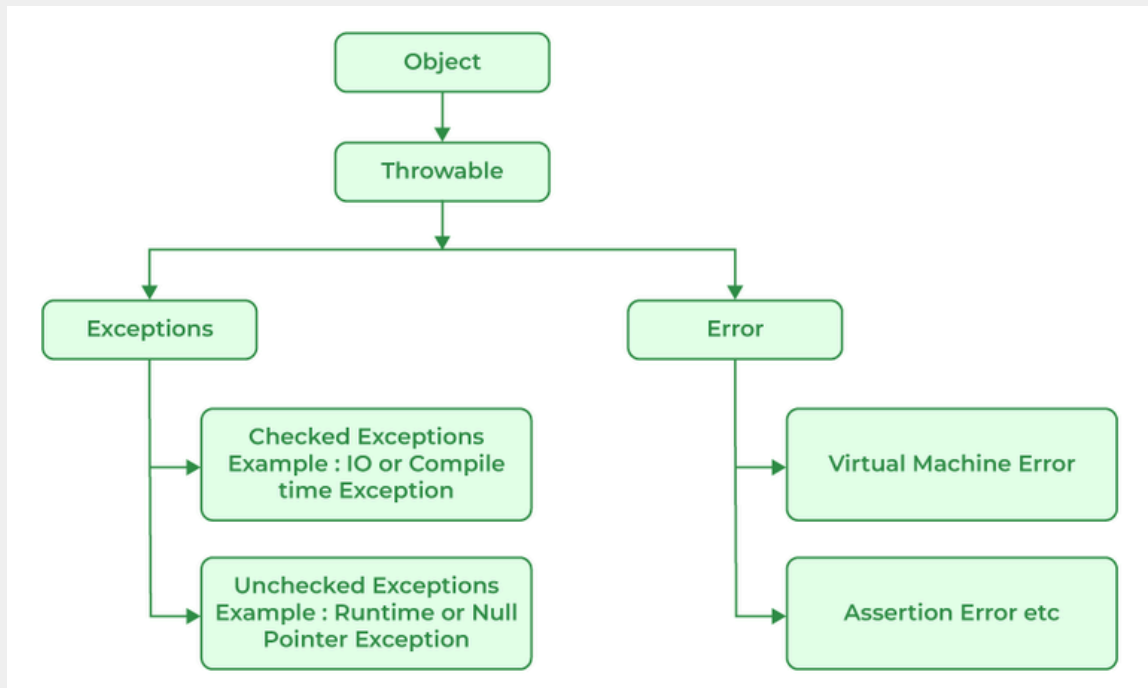 Object
Throwable
Exceptions
Error
Checked Exceptions
Example : IO or Compile
time Exception
Virtual Machine Error
Unchecked Exceptions
Example : Runtime or Null
Pointer Exception
Assertion Error etc